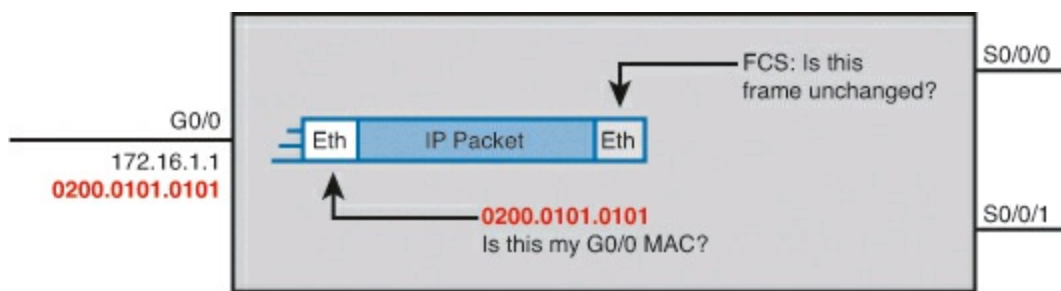 G0/0
172.16.1.1
0200.0101.0101
Eth
IP Packet
Eth
FCS: Is this
frame unchanged?
0200.0101.0101
Is this my G0/0 MAC?
S0/0/0
S0/0/1